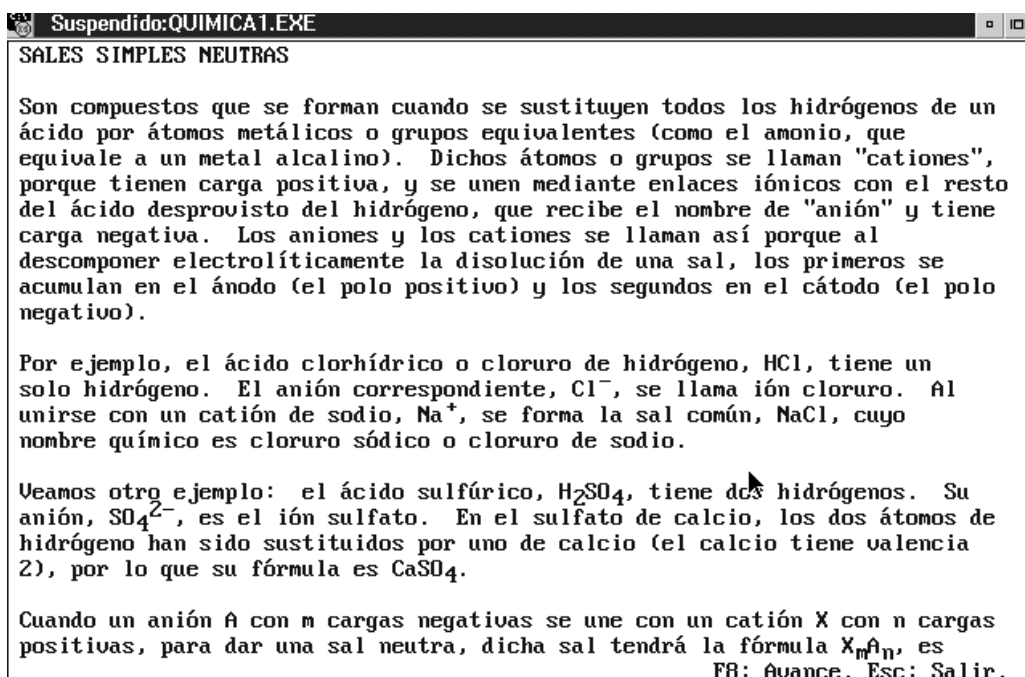 Suspendido:QUIMICA1.EXE
SALES SIMPLES NEUTRAS
Son compuestos que se forman cuando se sustituyen todos los hidrógenos de un
ácido por átomos metálicos o grupos equivalentes (como el amonio, que
equivale a un metal alcalino).  Dichos átomos o grupos se llaman "cationes",
porque tienen carga positiva, y se unen mediante enlaces iónicos con el resto
del ácido desprovisto del hidrógeno, que recibe el nombre de "anión" y tiene
carga negativa.  Los aniones y los cationes se llaman así porque al
descomponer electrolíticamente la disolución de una sal, los primeros se
acumulan en el ánodo (el polo positivo) y los segundos en el cátodo (el polo
negativo).
Por ejemplo, el ácido clorhídrico o cloruro de hidrógeno, HCl, tiene un
solo hidrógeno.  El anión correspondiente, Cl⁻, se llama ión cloruro.  Al
unirse con un catión de sodio, Na⁺, se forma la sal común, NaCl, cuyo
nombre químico es cloruro sódico o cloruro de sodio.
Veamos otro ejemplo:  el ácido sulfúrico, H₂SO₄, tiene dos hidrógenos.  Su
anión, SO₄²⁻, es el ión sulfato.  En el sulfato de calcio, los dos átomos de
hidrógeno han sido sustituidos por uno de calcio (el calcio tiene valencia
2), por lo que su fórmula es CaSO₄.
Cuando un anión A con m cargas negativas se une con un catión X con n cargas
positivas, para dar una sal neutra, dicha sal tendrá la fórmula XₘAₙ, es
F8: Avance. Esc: Salir.